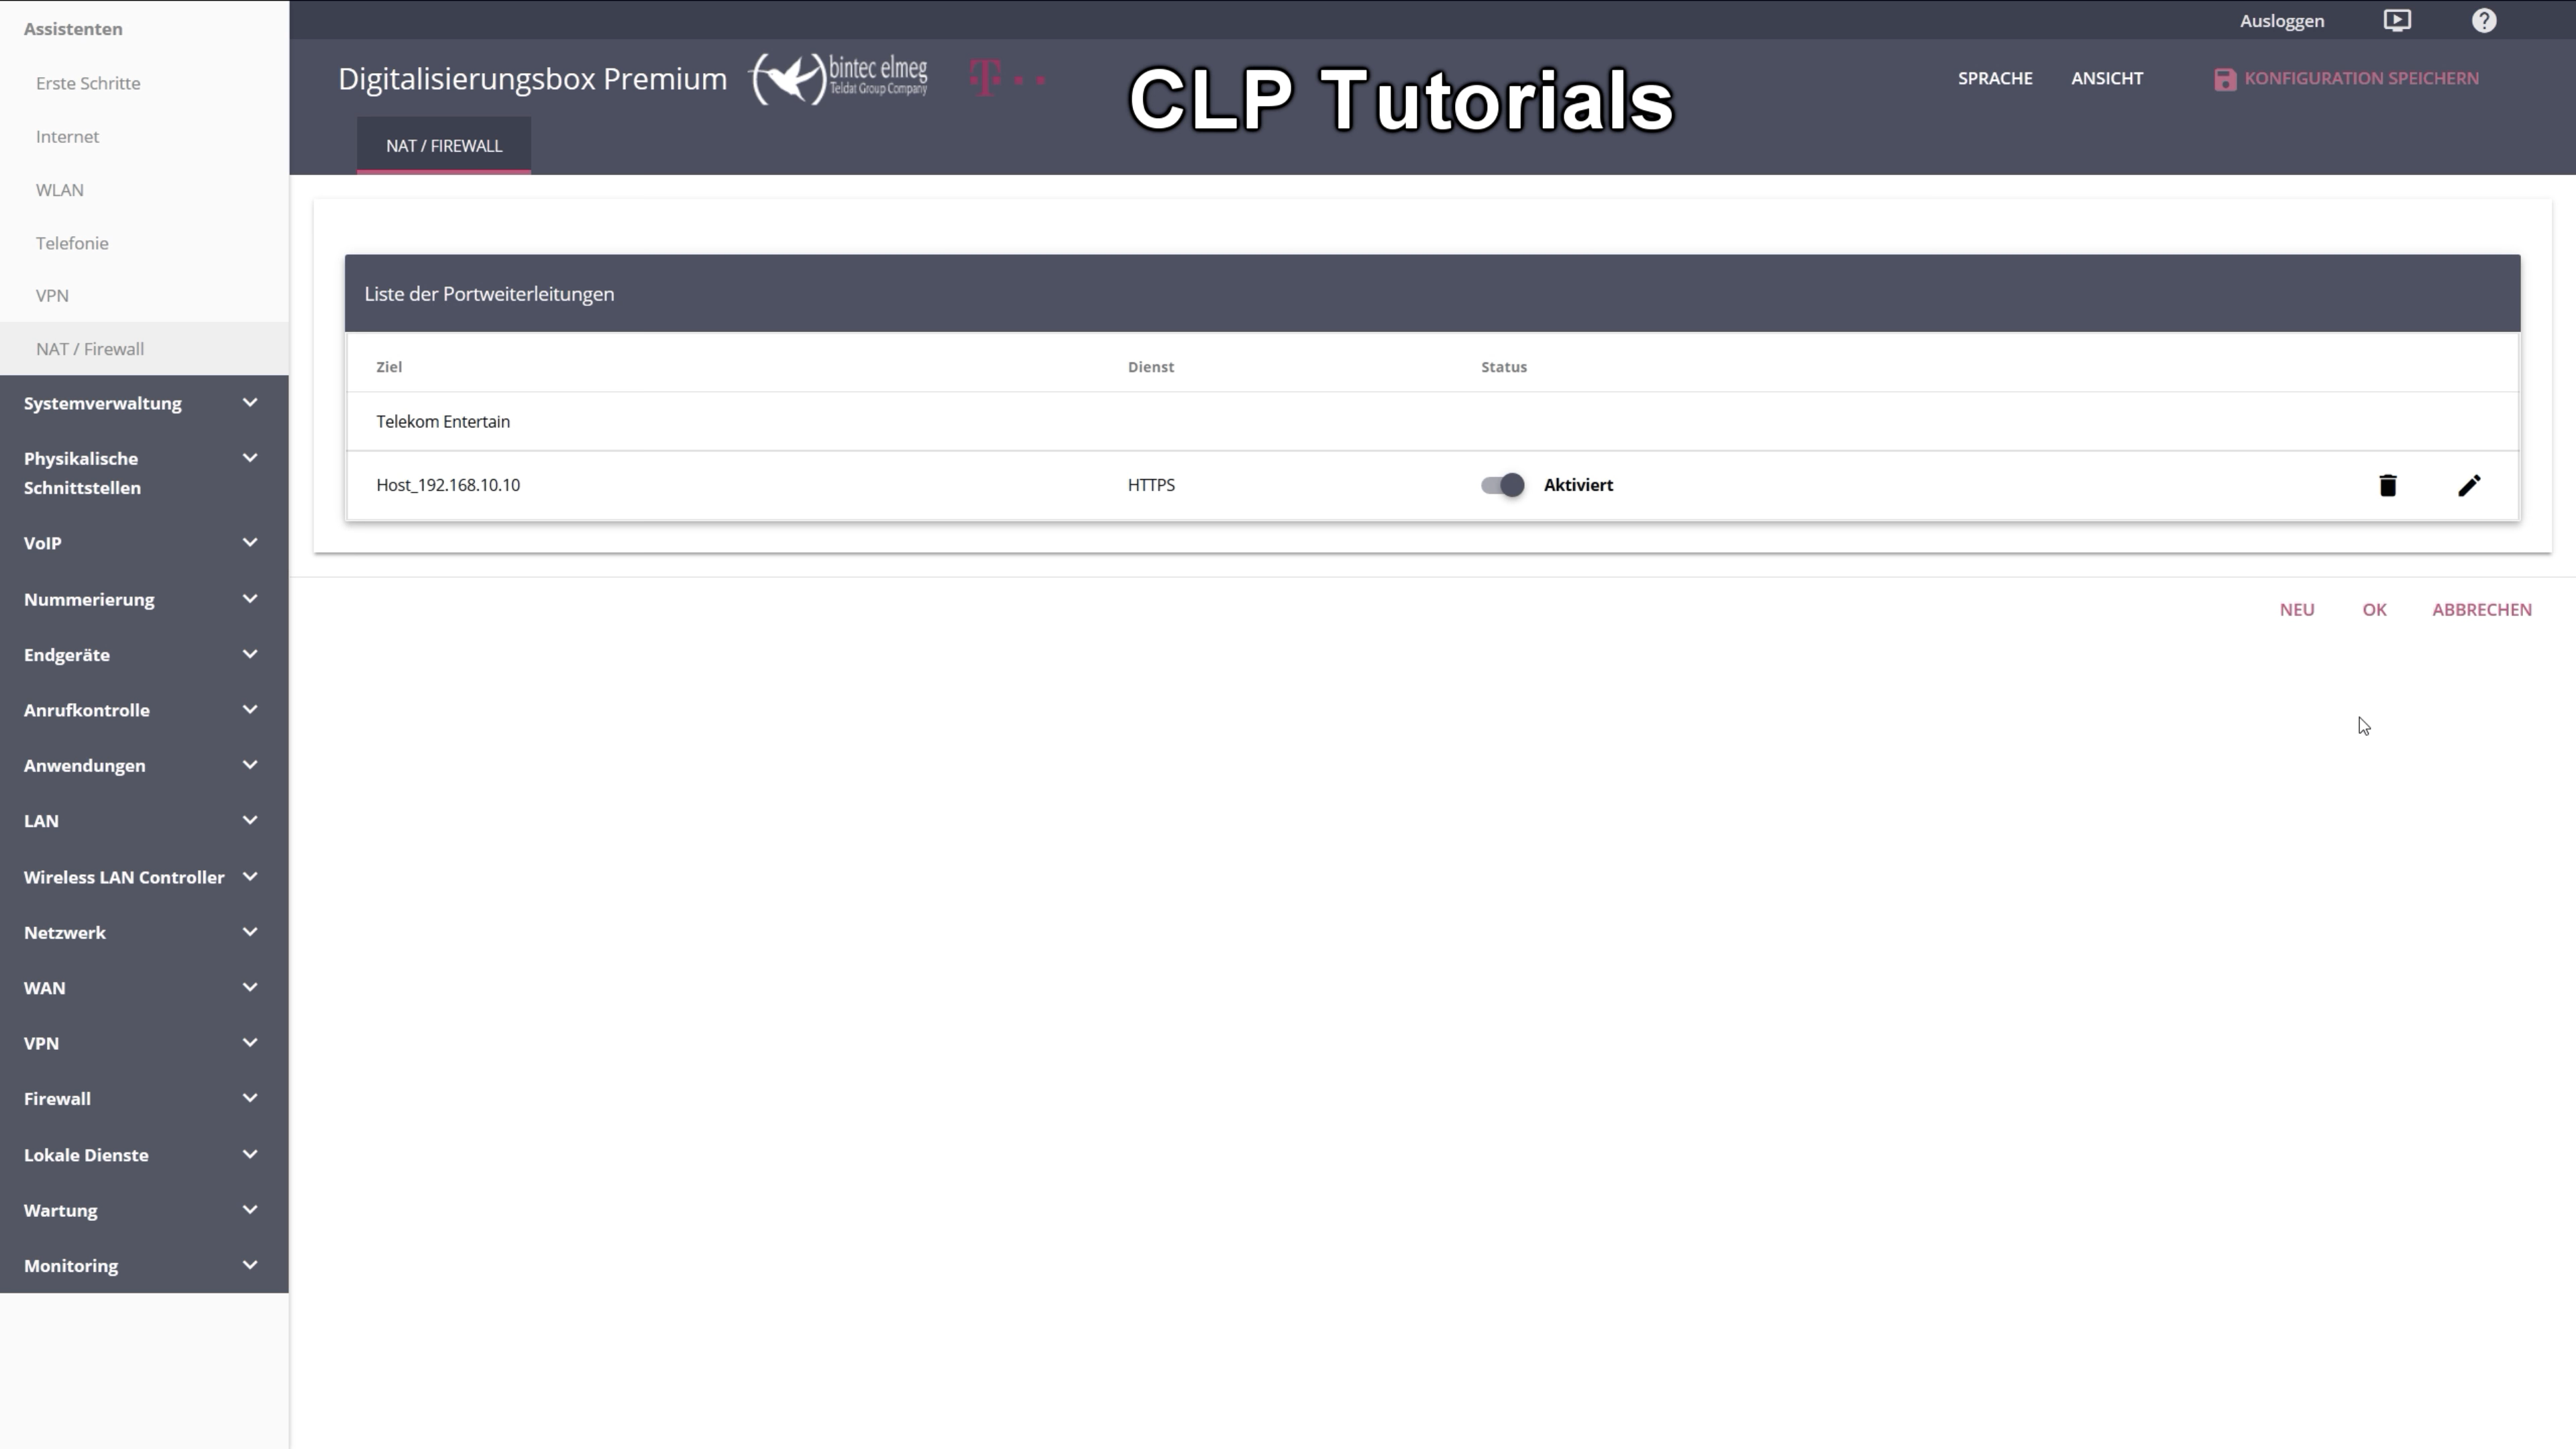 Assistenten
Erste Schritte
Internet
WLAN
Telefonie
VPN
NAT / Firewall
Systemverwaltung
Physikalische
Schnittstellen
VoIP
Nummerierung
Endgeräte
Anrufkontrolle
Anwendungen
LAN
Wireless LAN Controller
Netzwerk
WAN
VPN
Firewall
Lokale Dienste
Wartung
Monitoring
Ausloggen
Digitalisierungsbox Premium
bintec elmeg
Teldat Group Company
T
CLP Tutorials
SPRACHE
ANSICHT
KONFIGURATION SPEICHERN
NAT / FIREWALL
Liste der Portweiterleitungen
Ziel Dienst Status
Telekom Entertain
Host_192.168.10.10 HTTPS Aktiviert
NEU OK ABBRECHEN